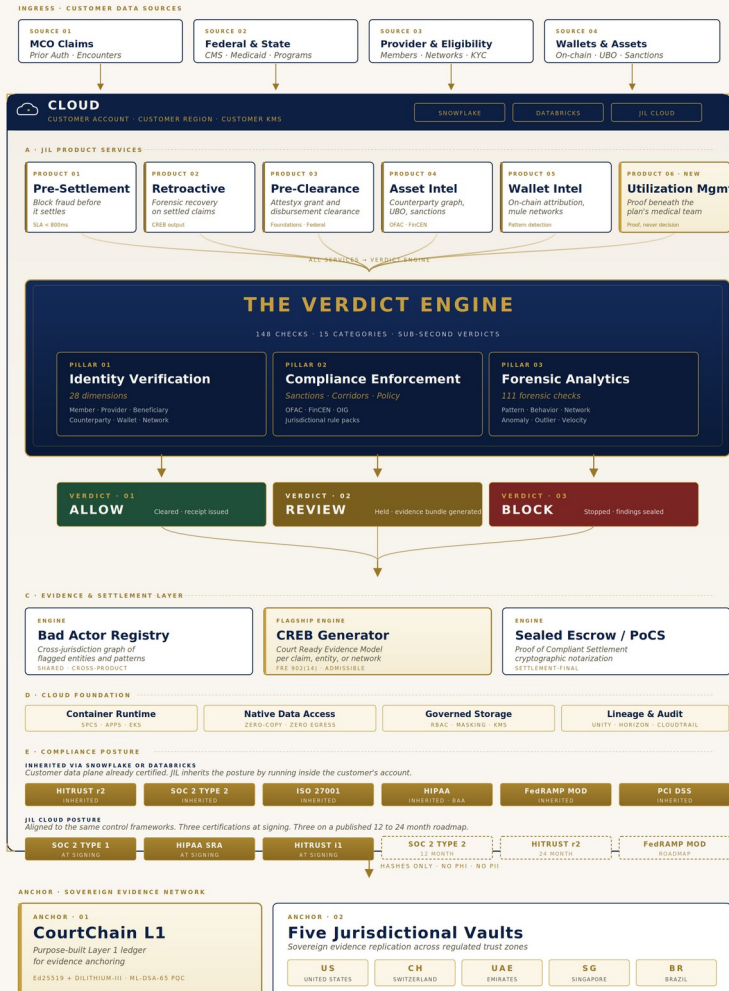 INGRESS · CUSTOMER DATA SOURCES
SOURCE 01
MCO Claims
Prior Auth · Encounters
SOURCE 02
Federal & State
CMS · Medicaid · Programs
SOURCE 03
Provider & Eligibility
Members · Networks · KYC
SOURCE 04
Wallets & Assets
On-chain · UBO · Sanctions
CLOUD
CUSTOMER ACCOUNT · CUSTOMER REGION · CUSTOMER KMS
SNOWFLAKE
DATABRICKS
JIL CLOUD
A · JIL PRODUCT SERVICES
PRODUCT 01
Pre-Settlement
Block fraud before
it settles
SLA < 800ms
PRODUCT 02
Retroactive
Forensic recovery
on settled claims
CREB output
PRODUCT 03
Pre-Clearance
Attestyx grant and
disbursement clearance
Foundations · Federal
PRODUCT 04
Asset Intel
Counterparty graph,
UBO, sanctions
OFAC · FinCEN
PRODUCT 05
Wallet Intel
On-chain attribution,
mule networks
Pattern detection
PRODUCT 06 · NEW
Utilization Mgmt
Proof beneath the
plan's medical team
Proof, never decision
ALL SERVICES → VERDICT ENGINE
THE VERDICT ENGINE
148 CHECKS · 15 CATEGORIES · SUB-SECOND VERDICTS
PILLAR 01
Identity Verification
28 dimensions
Member · Provider · Beneficiary
Counterparty · Wallet · Network
PILLAR 02
Compliance Enforcement
Sanctions · Corridors · Policy
OFAC · FinCEN · OIG
Jurisdictional rule packs
PILLAR 03
Forensic Analytics
111 forensic checks
Pattern · Behavior · Network
Anomaly · Outlier · Velocity
VERDICT · 01
ALLOW
Cleared · receipt issued
VERDICT · 02
REVIEW
Held · evidence bundle generated
VERDICT · 03
BLOCK
Stopped · findings sealed
C · EVIDENCE & SETTLEMENT LAYER
ENGINE
Bad Actor Registry
Cross-jurisdiction graph of
flagged entities and patterns
SHARED · CROSS-PRODUCT
FLAGSHIP ENGINE
CREB Generator
Court Ready Evidence Model
per claim, entity, or network
FRE 902(14) · ADMISSIBLE
ENGINE
Sealed Escrow / PoCS
Proof of Compliant Settlement
cryptographic notarization
SETTLEMENT-FINAL
D · CLOUD FOUNDATION
Container Runtime
SPCS · APPS · EKS
Native Data Access
ZERO-COPY · ZERO EGRESS
Governed Storage
RBAC · MASKING · KMS
Lineage & Audit
UNITY · HORIZON · CLOUDTRAIL
E · COMPLIANCE POSTURE
INHERITED VIA SNOWFLAKE OR DATABRICKS
Customer data plane already certified. JIL inherits the posture by running inside the customer's account.
HITRUST r2
INHERITED
SOC 2 TYPE 2
INHERITED
ISO 27001
INHERITED
HIPAA
INHERITED · BAA
FedRAMP MOD
INHERITED
PCI DSS
INHERITED
JIL CLOUD POSTURE
Aligned to the same control frameworks. Three certifications at signing. Three on a published 12 to 24 month roadmap.
SOC 2 TYPE 1
AT SIGNING
HIPAA SRA
AT SIGNING
HITRUST i1
AT SIGNING
SOC 2 TYPE 2
12 MONTH
HITRUST r2
24 MONTH
FedRAMP MOD
ROADMAP
HASHES ONLY · NO PHI · NO PII
ANCHOR · SOVEREIGN EVIDENCE NETWORK
ANCHOR · 01
CourtChain L1
Purpose-built Layer 1 ledger
for evidence anchoring
Ed25519 + DILITHIUM-III · ML-DSA-65 PQC
ANCHOR · 02
Five Jurisdictional Vaults
Sovereign evidence replication across regulated trust zones
US
UNITED STATES
CH
SWITZERLAND
UAE
EMIRATES
SG
SINGAPORE
BR
BRAZIL